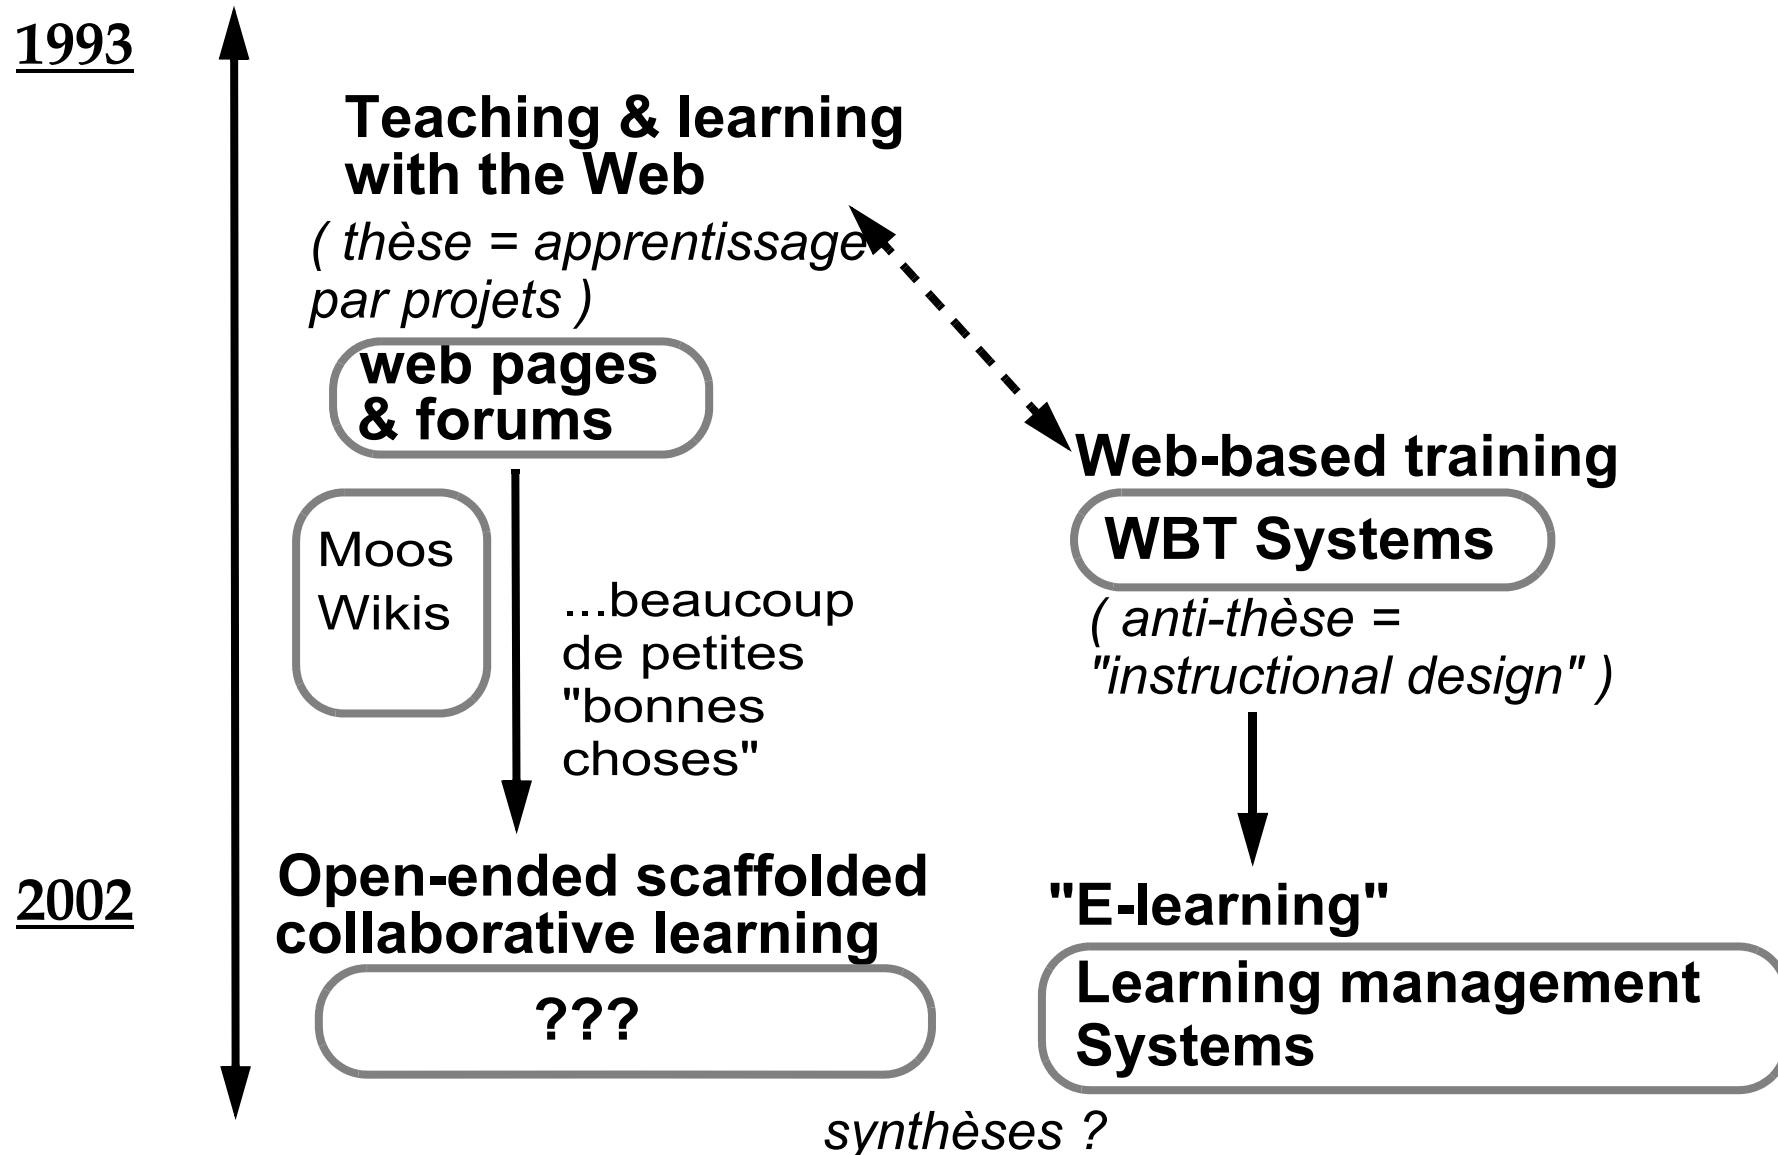 1993
Teaching & learning
with the Web
( thèse = apprentissage
par projets )
web pages
& forums
Moos
Wikis
...beaucoup
de petites
"bonnes
choses"
Web-based training
WBT Systems
( anti-thèse =
"instructional design" )
2002
Open-ended scaffolded
collaborative learning
???
"E-learning"
Learning management
Systems
synthèses ?